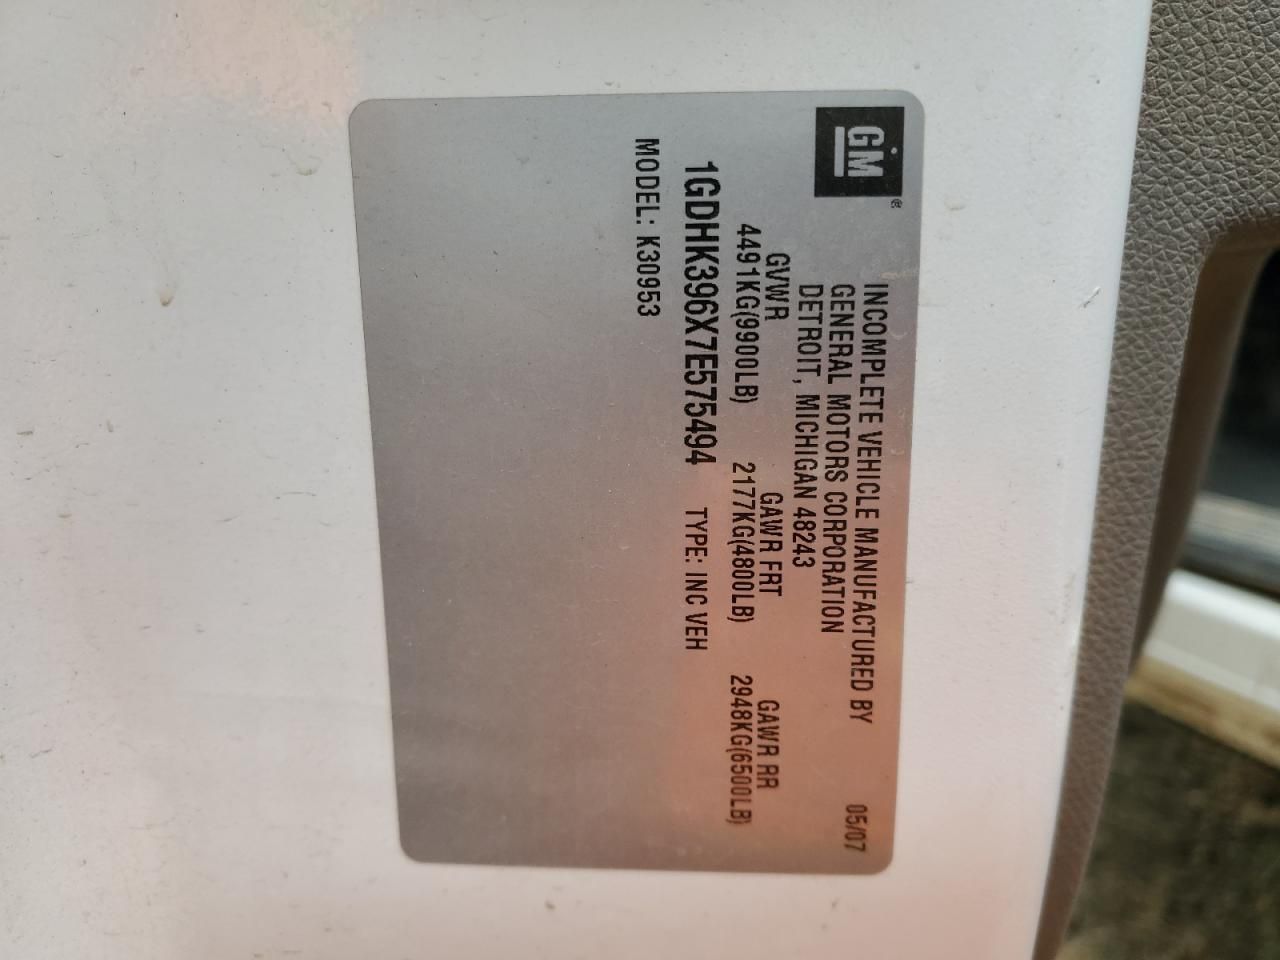 GM®
INCOMPLETE VEHICLE MANUFACTURED BY 05/07
GENERAL MOTORS CORPORATION
DETROIT, MICHIGAN 48243
GVWR GAWR FRT GAWR RR
4491KG(9900LB) 2177KG(4800LB) 2948KG(6500LB)
1GDHK396X7E575494 TYPE: INC VEH
MODEL: K30953